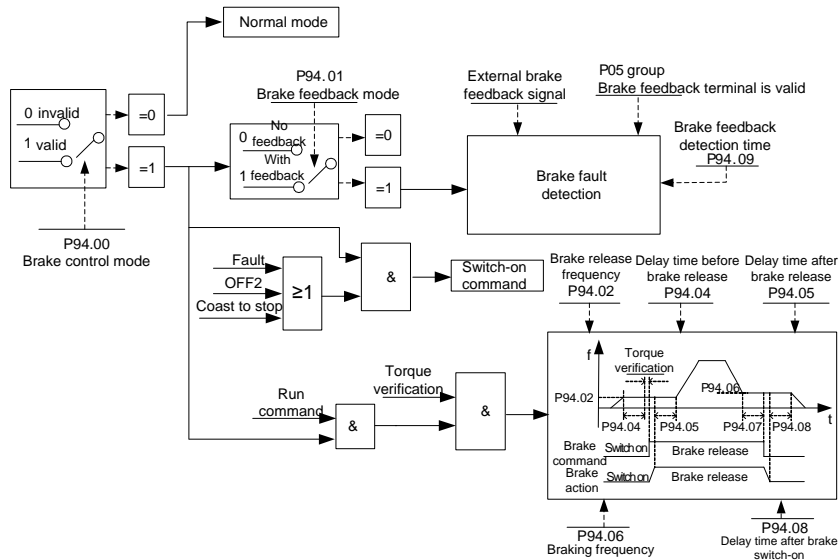 Normal mode
0 invalid
1 valid
=0
=1
P94.00
Brake control mode
P94.01
Brake feedback mode
0
No
feedback
With
1
feedback
=0
=1
External brake
feedback signal
P05 group
Brake feedback terminal is valid
Brake feedback
detection time
P94.09
Brake fault
detection
Fault
OFF2
Coast to stop
≥1
&
Switch-on
command
Run
command
&
Torque
verification
&
Brake release
frequency
P94.02
Delay time before
brake release
P94.04
Delay time after
brake release
P94.05
f
Torque
verification
P94.02
P94.06
t
P94.04
P94.05
P94.07
P94.08
Brake
command
Switch on
Brake release
Brake
action
Switch on
Brake release
P94.06
Braking frequency
P94.08
Delay time after brake
switch-on